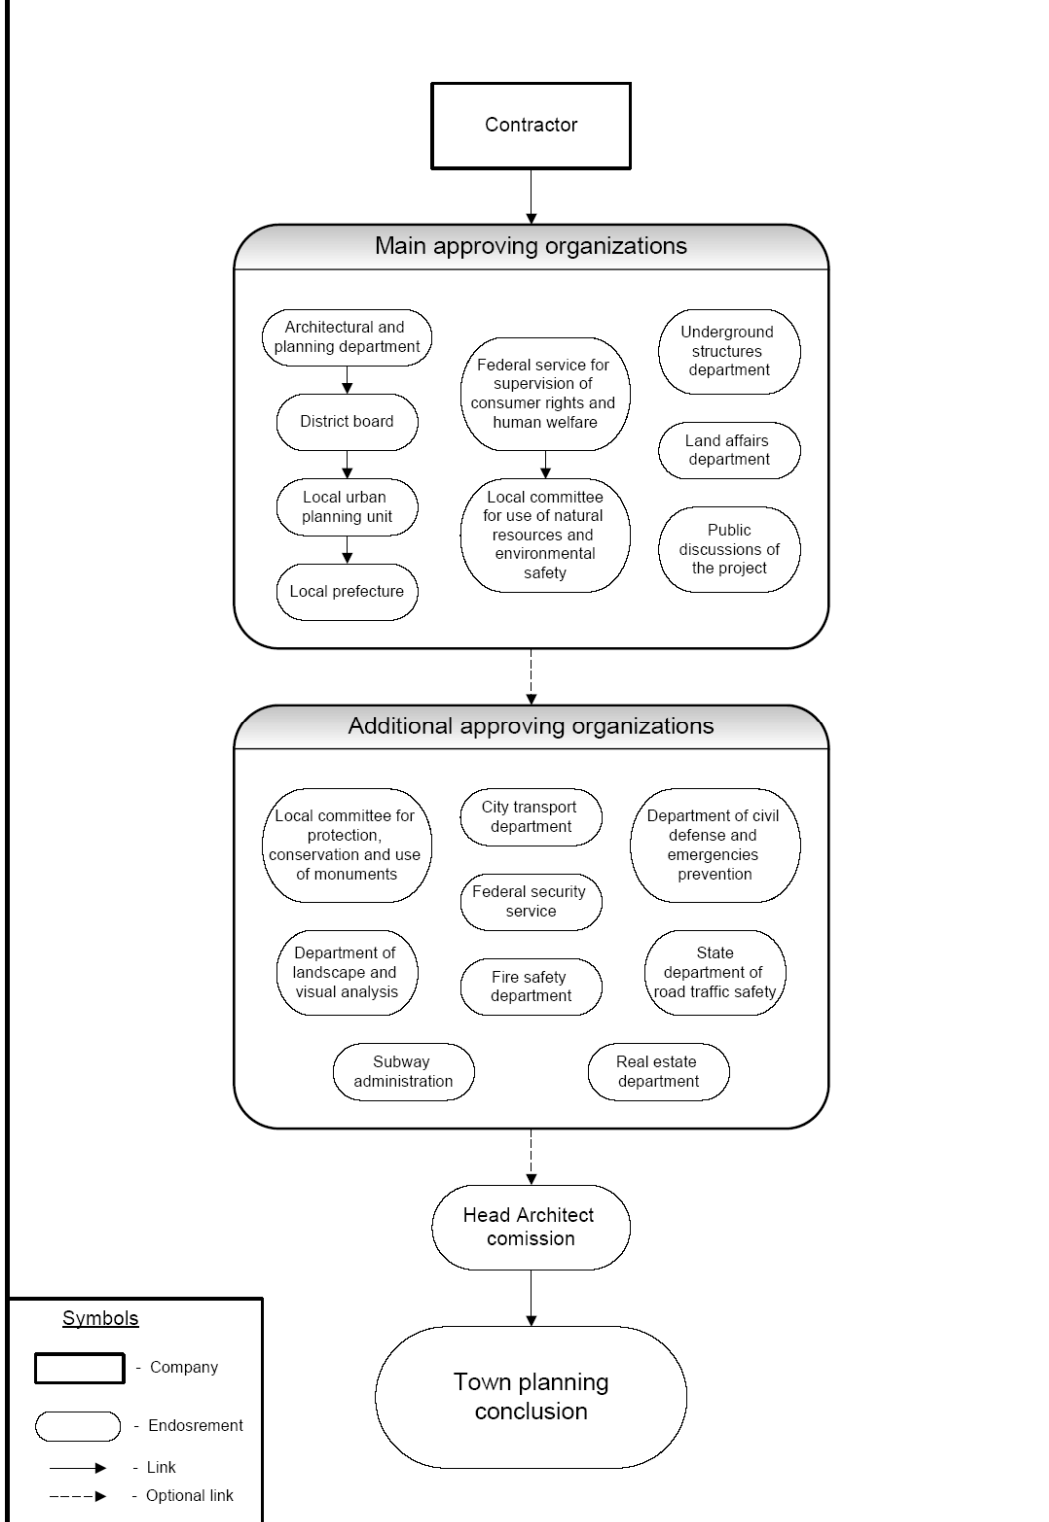 Contractor
Main approving organizations
Architectural and
planning department
District board
Local urban
planning unit
Local prefecture
Federal service for
supervision of
consumer rights and
human welfare
Local committee
for use of natural
resources and
environmental
safety
Underground
structures
department
Land affairs
department
Public
discussions of
the project
Additional approving organizations
Local committee for
protection,
conservation and use
of monuments
City transport
department
Department of civil
defense and
emergencies
prevention
Federal security
service
Department of
landscape and
visual analysis
Fire safety
department
State
department of
road traffic safety
Subway
administration
Real estate
department
Head Architect
comission
Town planning
conclusion
Symbols
- Company
- Endosrement
- Link
- Optional link